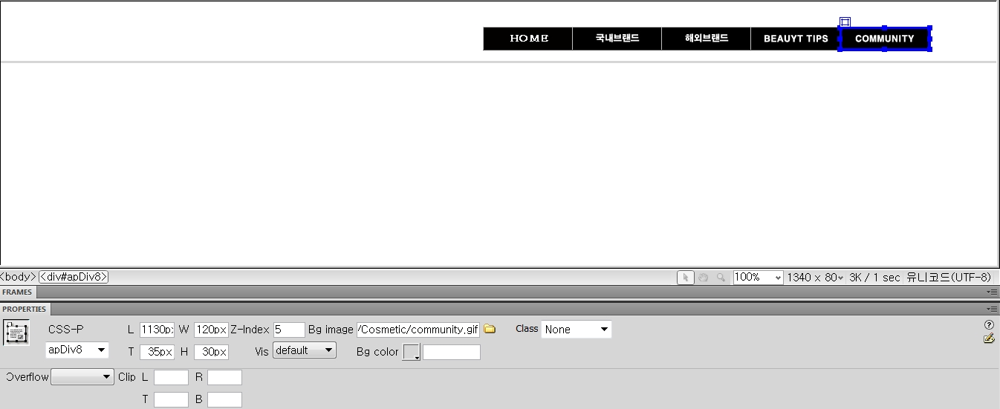 HOME 국내브랜드 해외브랜드 BEAUYT TIPS COMMUNITY
<body> <div#apDiv8> 100% 1340 x 80 3K / 1 sec 유니코드(UTF-8)
FRAMES
PROPERTIES
CSS-P L 1130px W 120px Z-Index 5 Bg image /Cosmetic/community.gif Class None
apDiv8 T 35px H 30px Vis default Bg color
Overflow Clip L R
T B